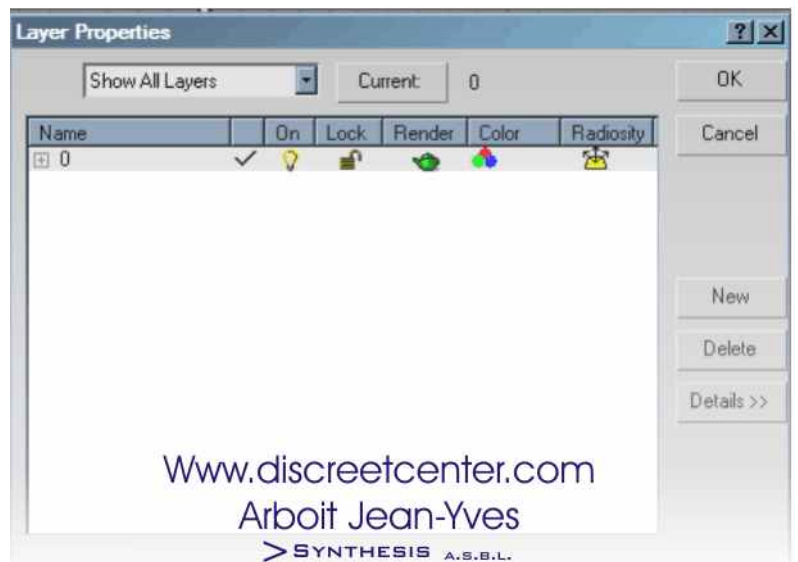 Layer Properties
Show All Layers Current: 0 OK
Name On Lock Render Color Radiosity Cancel
0
New
Delete
Details >>
Www.discreetcenter.com
Arboit Jean-Yves
>SYNTHESIS A.S.B.L.